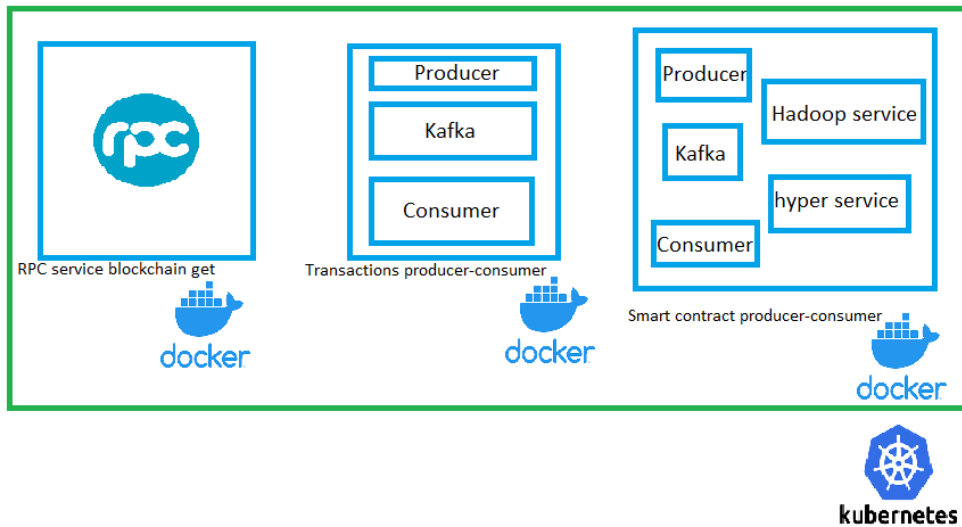 rpc
RPC service blockchain get
docker
Producer
Kafka
Consumer
Transactions producer-consumer
docker
Producer
Hadoop service
Kafka
hyper service
Consumer
Smart contract producer-consumer
docker
kubernetes